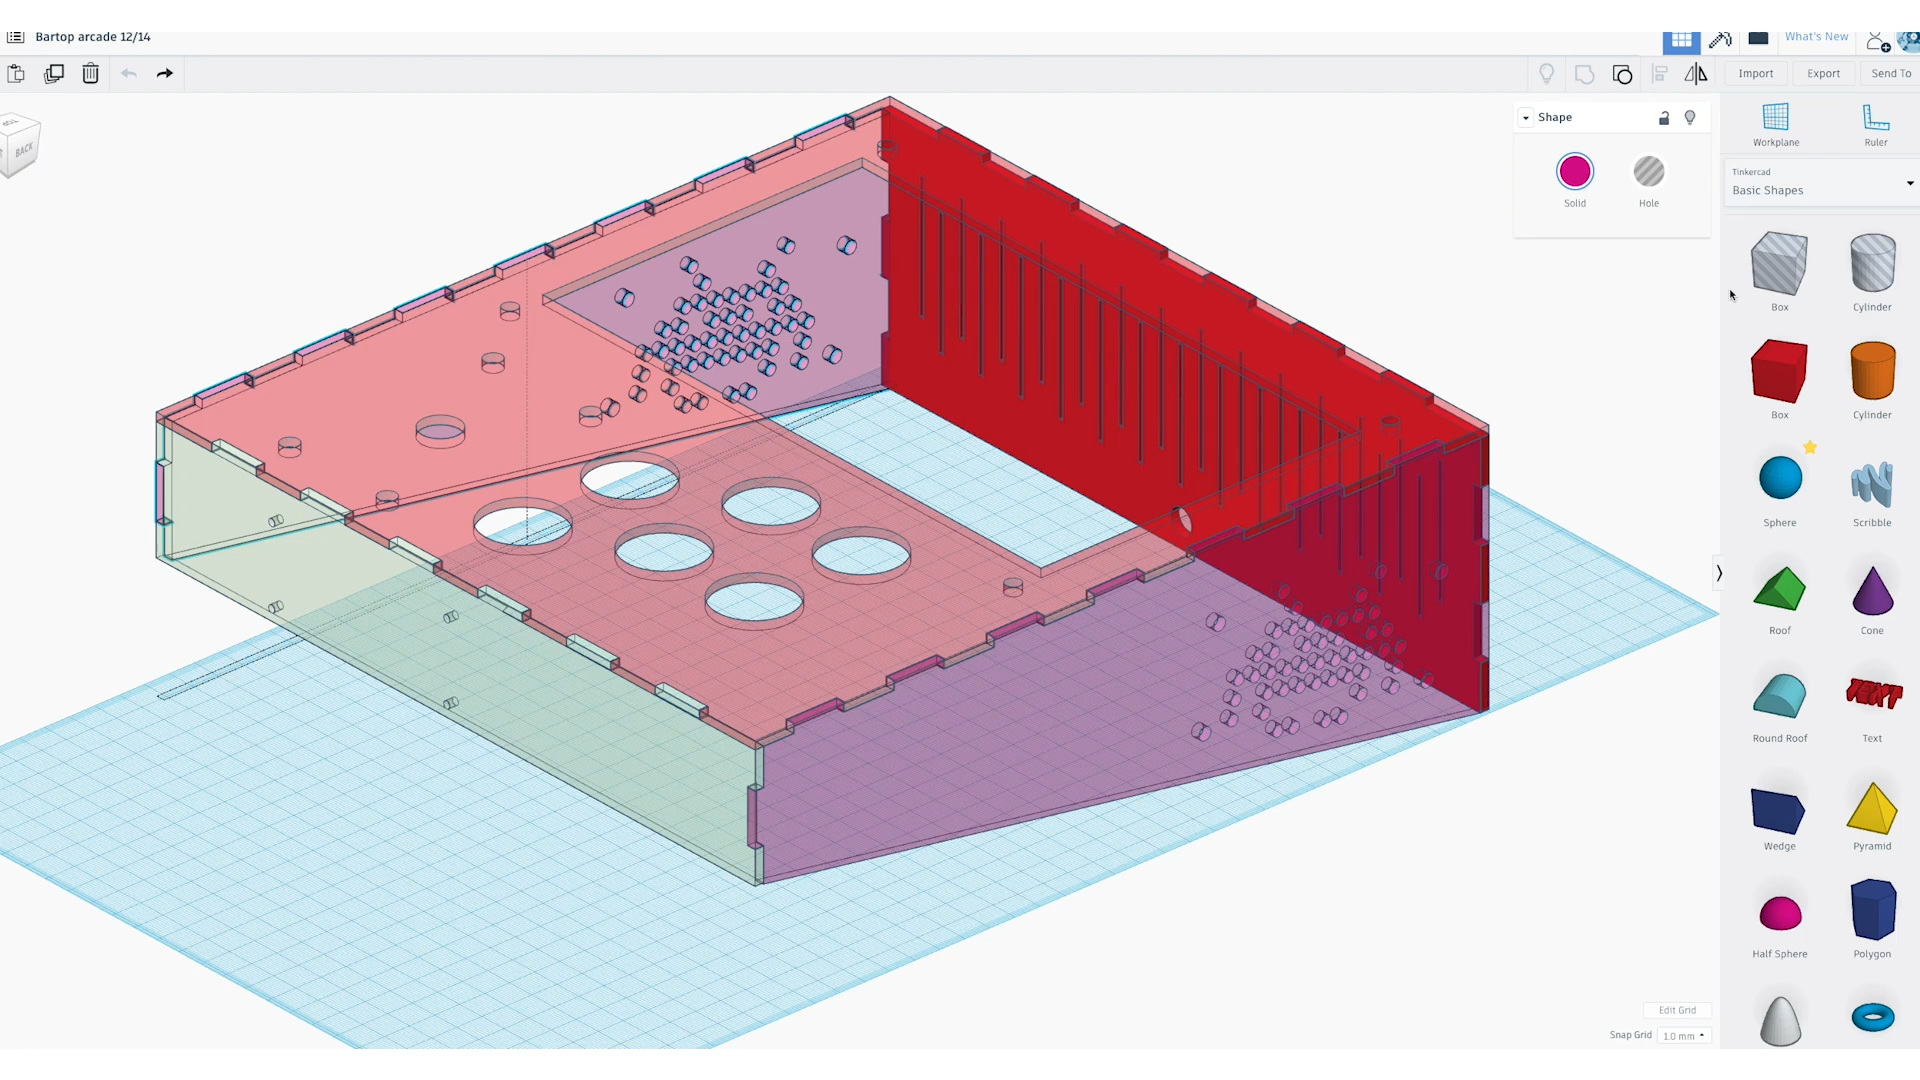 Bartop arcade 12/14
What's New
Import
Export
Send To
TOP
BACK
Shape
Solid
Hole
Workplane
Ruler
Tinkercad
Basic Shapes
Box
Cylinder
Box
Cylinder
Sphere
Scribble
Roof
Cone
TEXT
Round Roof
Text
Wedge
Pyramid
Half Sphere
Polygon
Edit Grid
Snap Grid 1.0 mm